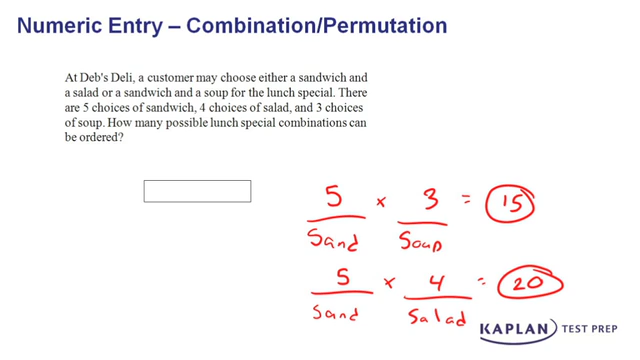 Numeric Entry – Combination/Permutation
At Deb's Deli, a customer may choose either a sandwich and
a salad or a sandwich and a soup for the lunch special. There
are 5 choices of sandwich, 4 choices of salad, and 3 choices
of soup. How many possible lunch special combinations can
be ordered?
5 × 3 = 15
Sand Soup
5 × 4 = 20
Sand Salad
KAPLAN TEST PREP